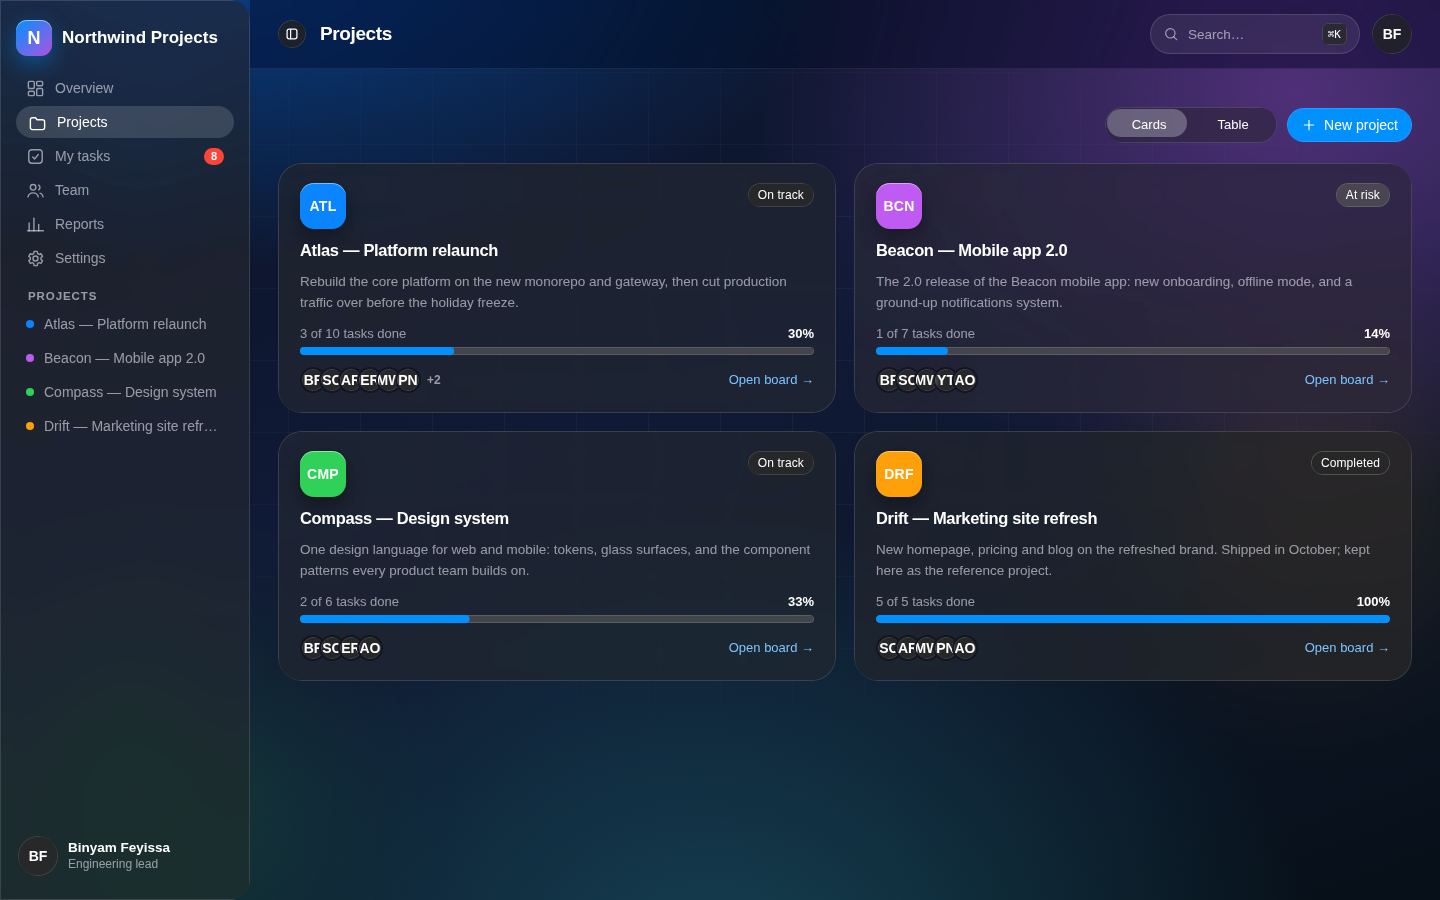 N Northwind Projects
Overview
Projects
My tasks 8
Team
Reports
Settings
PROJECTS
Atlas — Platform relaunch
Beacon — Mobile app 2.0
Compass — Design system
Drift — Marketing site refr…
BF
Binyam Feyissa
Engineering lead
Projects
Search… ⌘K
BF
Cards Table
+ New project
ATL
On track
Atlas — Platform relaunch
Rebuild the core platform on the new monorepo and gateway, then cut production
traffic over before the holiday freeze.
3 of 10 tasks done 30%
PN +2
Open board →
BCN
At risk
Beacon — Mobile app 2.0
The 2.0 release of the Beacon mobile app: new onboarding, offline mode, and a
ground-up notifications system.
1 of 7 tasks done 14%
AO
Open board →
CMP
On track
Compass — Design system
One design language for web and mobile: tokens, glass surfaces, and the component
patterns every product team builds on.
2 of 6 tasks done 33%
AO
Open board →
DRF
Completed
Drift — Marketing site refresh
New homepage, pricing and blog on the refreshed brand. Shipped in October; kept
here as the reference project.
5 of 5 tasks done 100%
AO
Open board →